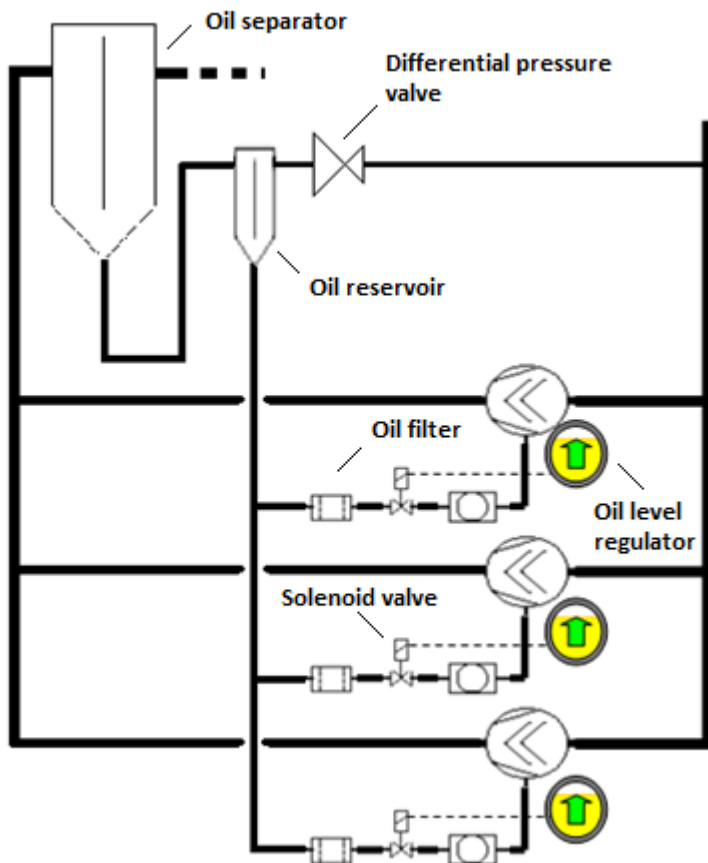 Oil separator
Differential pressure
valve
Oil reservoir
Oil filter
Oil level
regulator
Solenoid valve